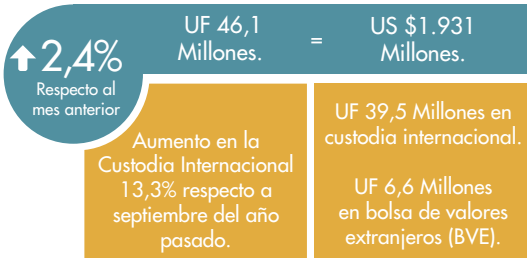 2,4%
Respecto al
mes anterior
UF 46,1
Millones.
=
US $1.931
Millones.
Aumento en la
Custodia Internacional
13,3% respecto a
septiembre del año
pasado.
UF 39,5 Millones en
custodia internacional.
UF 6,6 Millones
en bolsa de valores
extranjeros (BVE).